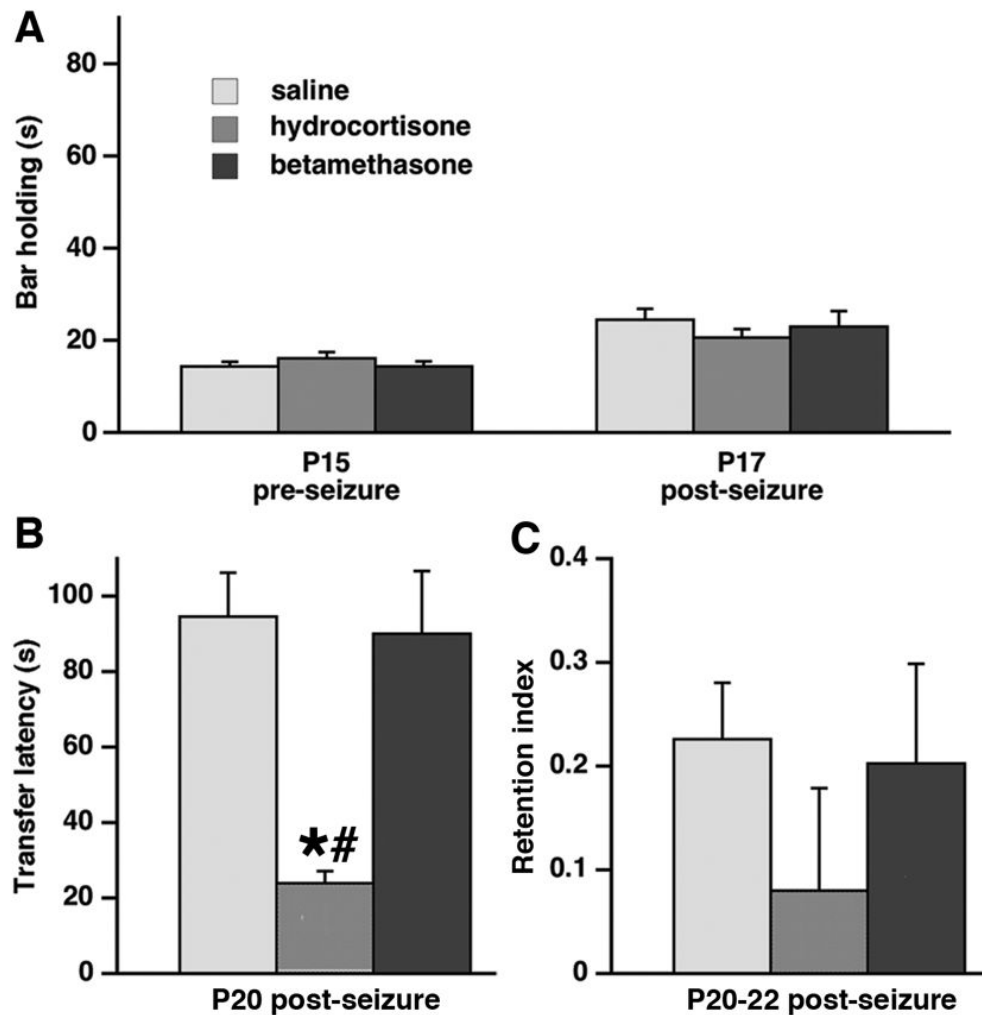 A
Bar holding (s)
80
60
40
20
0
saline
hydrocortisone
betamethasone
P15
pre-seizure
P17
post-seizure
B
Transfer latency (s)
100
80
60
40
20
0
*#
P20 post-seizure
C
Retention index
0.4
0.3
0.2
0.1
0
P20-22 post-seizure